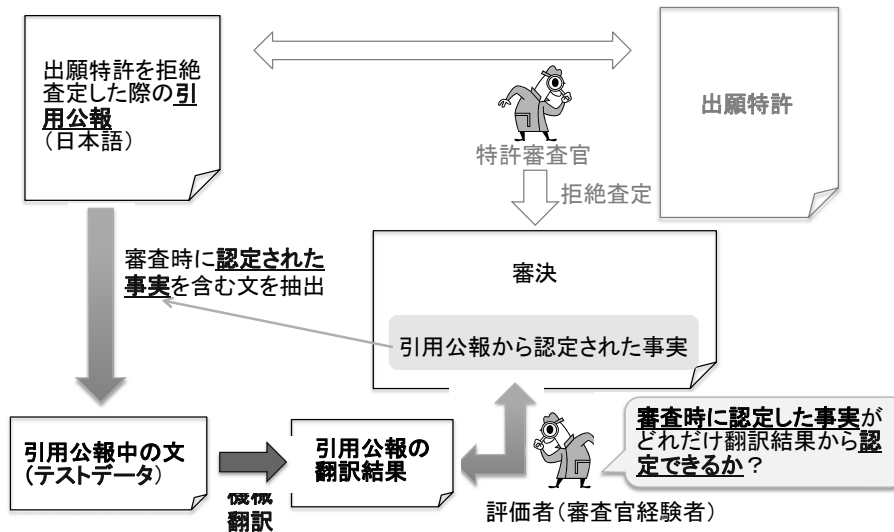 出願特許を拒絶
査定した際の引
用公報
(日本語)
出願特許
特許審査官
拒絶査定
審査時に認定された
事実を含む文を抽出
審決
引用公報から認定された事実
引用公報中の文
(テストデータ)
機械
翻訳
引用公報の
翻訳結果
審査時に認定した事実が
どれだけ翻訳結果から認
定できるか？
評価者(審査官経験者)